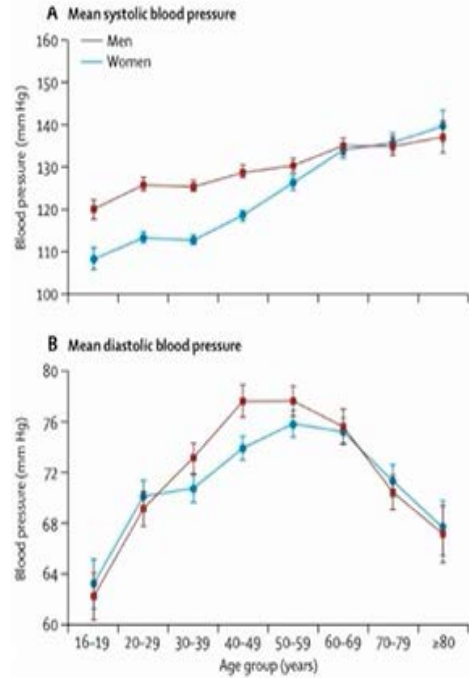 A Mean systolic blood pressure
Men
Women
160
150
140
130
120
110
100
Blood pressure (mm Hg)
B Mean diastolic blood pressure
80
76
72
68
64
60
Blood pressure (mm Hg)
16–19 20–29 30–39 40–49 50–59 60–69 70–79 ≥80
Age group (years)